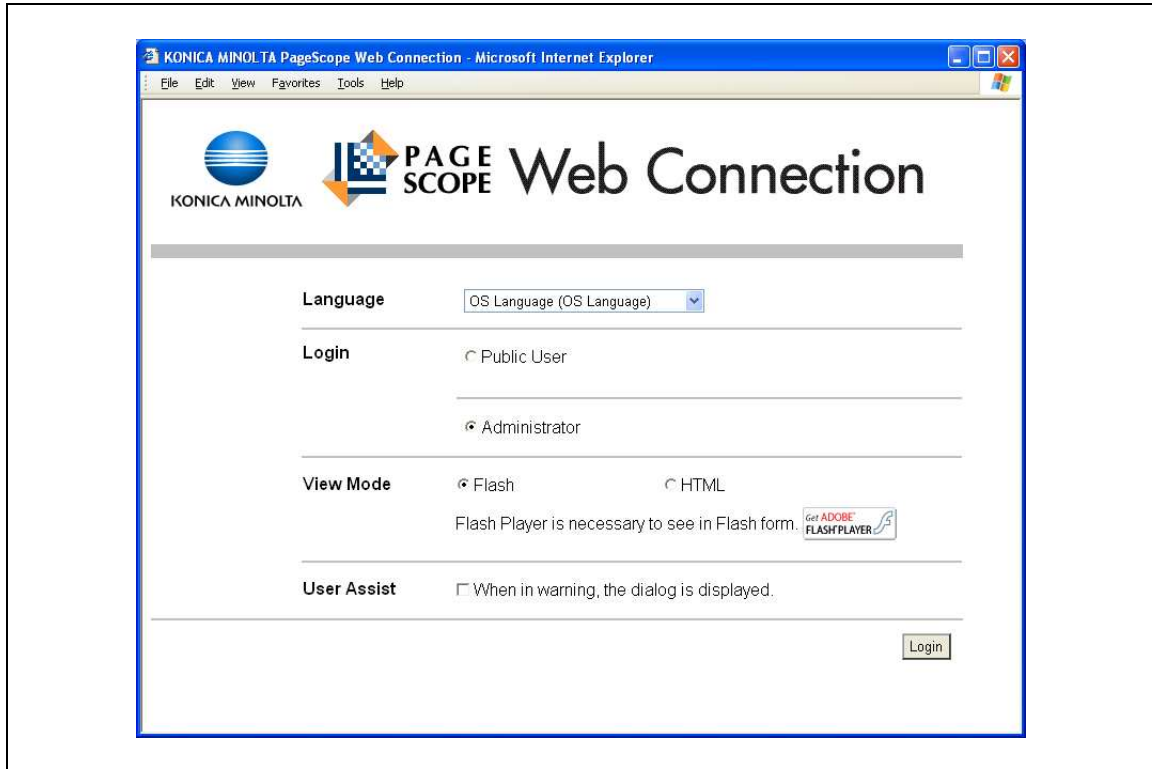 KONICA MINOLTA PageScope Web Connection - Microsoft Internet Explorer
File Edit View Favorites Tools Help
KONICA MINOLTA
PAGE SCOPE Web Connection
Language OS Language (OS Language)
Login Public User
Administrator
View Mode Flash HTML
Flash Player is necessary to see in Flash form. Get ADOBE® FLASH® PLAYER
User Assist When in warning, the dialog is displayed.
Login